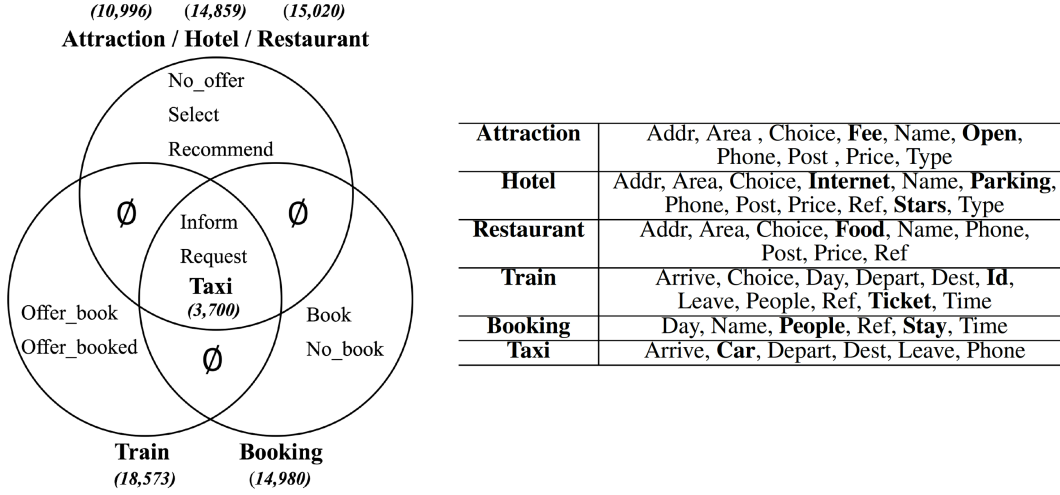 (10,996) (14,859) (15,020)
Attraction / Hotel / Restaurant
No_offer
Select
Recommend
Ø Ø
Inform
Request
Taxi
(3,700)
Offer_book
Offer_booked
Book
No_book
Ø
Train Booking
(18,573) (14,980)
Attraction Addr, Area , Choice, Fee, Name, Open,
Phone, Post , Price, Type
Hotel Addr, Area, Choice, Internet, Name, Parking,
Phone, Post, Price, Ref, Stars, Type
Restaurant Addr, Area, Choice, Food, Name, Phone,
Post, Price, Ref
Train Arrive, Choice, Day, Depart, Dest, Id,
Leave, People, Ref, Ticket, Time
Booking Day, Name, People, Ref, Stay, Time
Taxi Arrive, Car, Depart, Dest, Leave, Phone